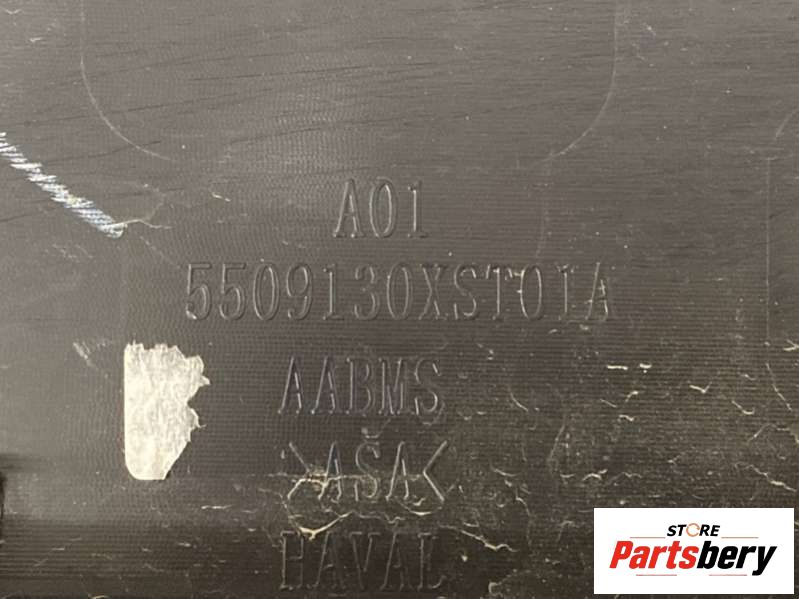 A01
5509130XST01A
AABMS
>ASA<
HAVAL
STORE
Partsbery